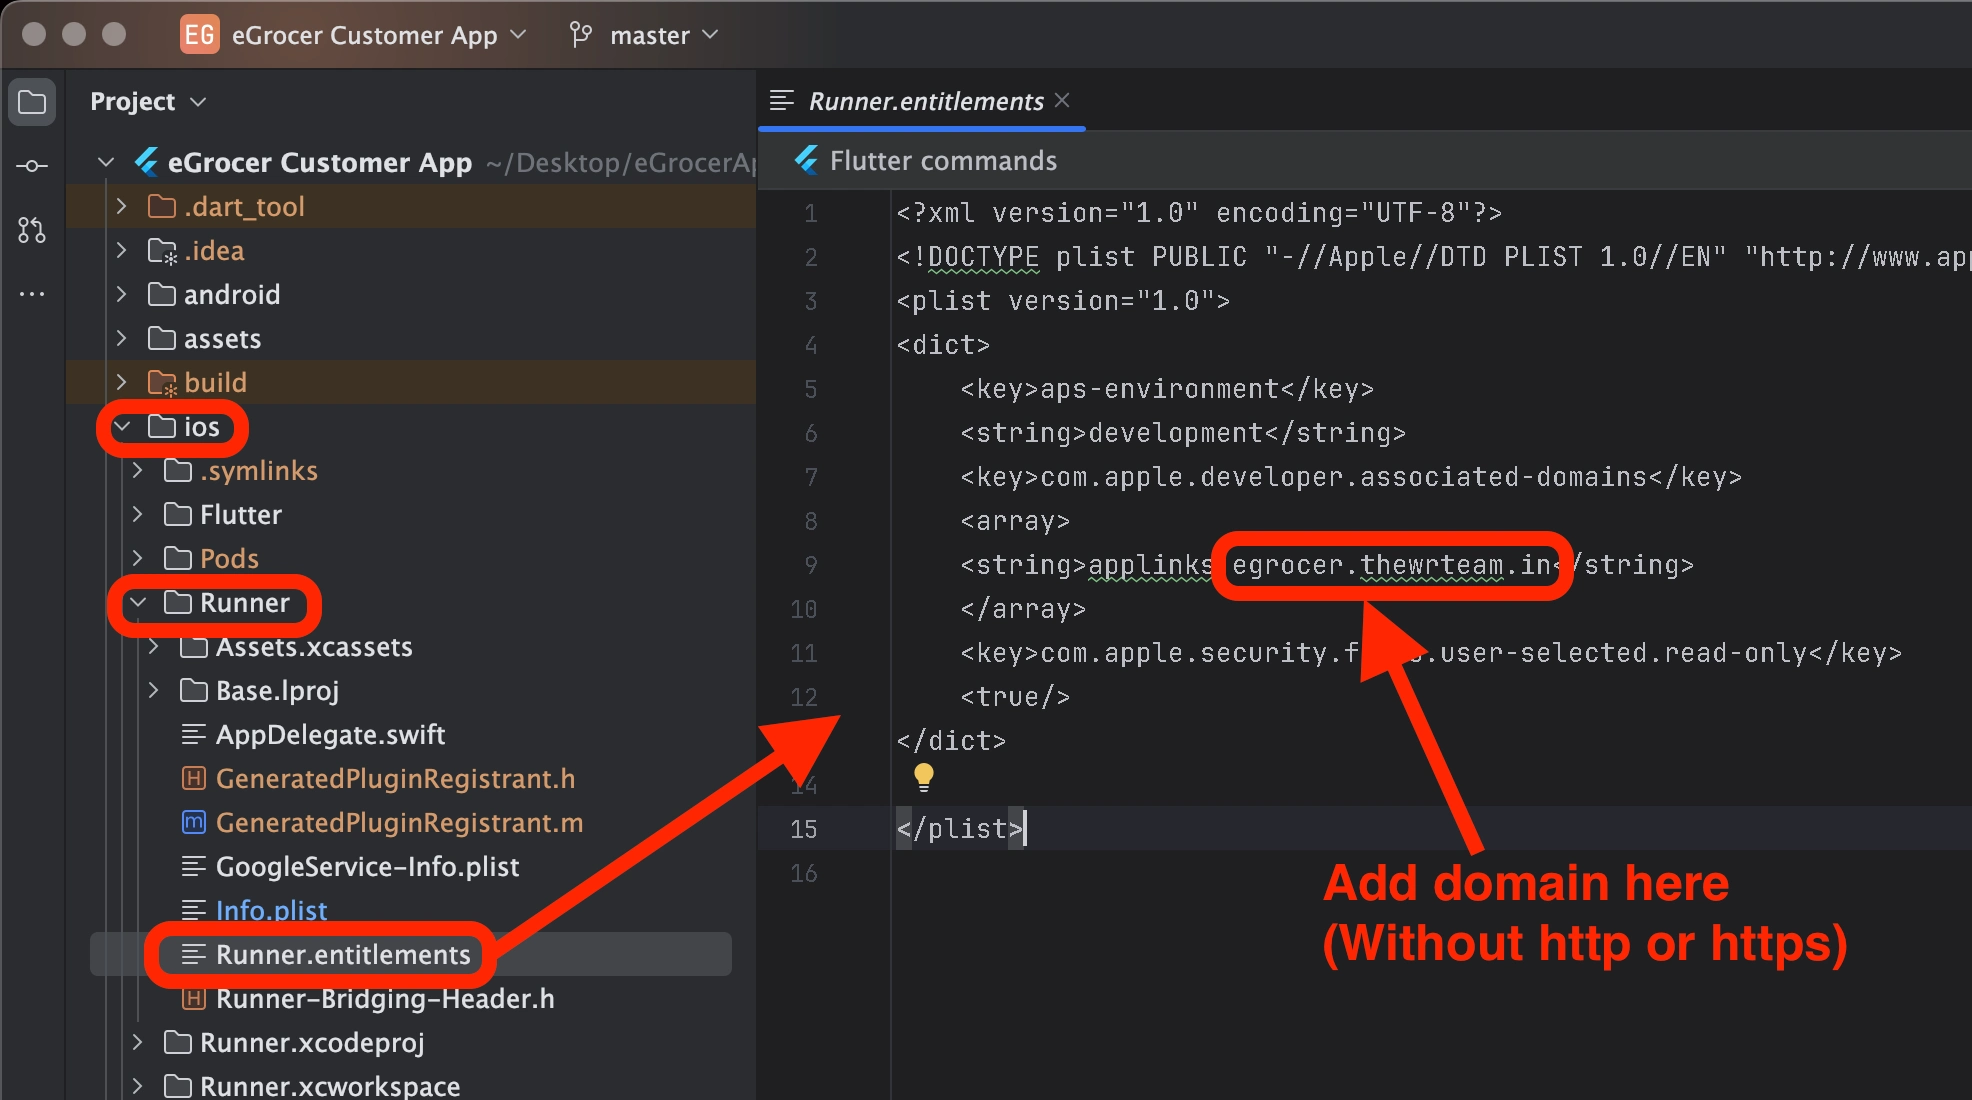 EG eGrocer Customer App master
Project
Runner.entitlements
eGrocer Customer App ~/Desktop/eGrocerAp
Flutter commands
.dart_tool
.idea
android
assets
build
ios
.symlinks
Flutter
Pods
Runner
Assets.xcassets
Base.lproj
AppDelegate.swift
H GeneratedPluginRegistrant.h
m GeneratedPluginRegistrant.m
GoogleService-Info.plist
Info.plist
Runner.entitlements
H Runner-Bridging-Header.h
Runner.xcodeproj
Runner.xcworkspace
1 <?xml version="1.0" encoding="UTF-8"?>
2 <!DOCTYPE plist PUBLIC "-//Apple//DTD PLIST 1.0//EN" "http://www.app
3 <plist version="1.0">
4 <dict>
5 <key>aps-environment</key>
6 <string>development</string>
7 <key>com.apple.developer.associated-domains</key>
8 <array>
9 <string>applinks egrocer.thewrteam.in</string>
10 </array>
11 <key>com.apple.security.f s.user-selected.read-only</key>
12 <true/>
</dict>
14
15 </plist>
16
Add domain here
(Without http or https)